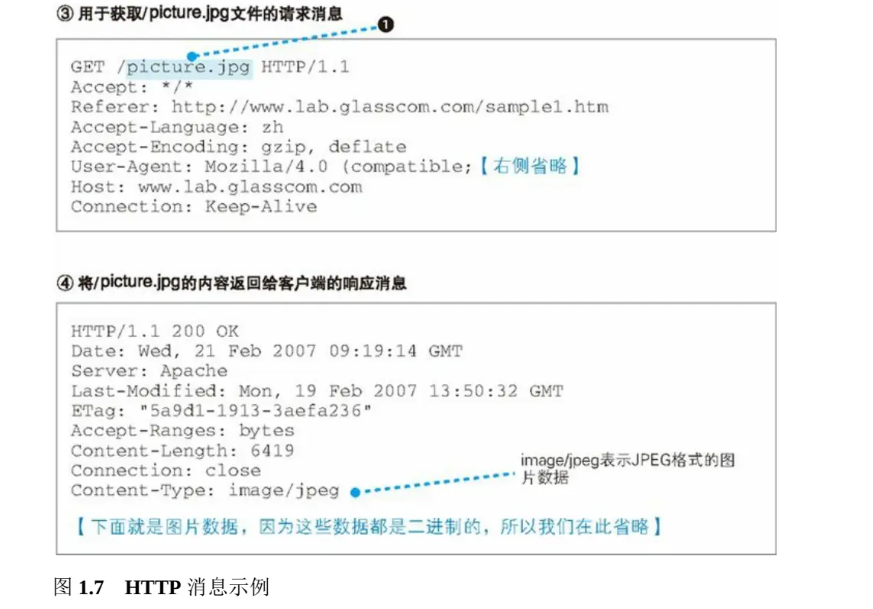 ③ 用于获取/picture.jpg文件的请求消息
❶
GET /picture.jpg HTTP/1.1
Accept: */*
Referer: http://www.lab.glasscom.com/sample1.htm
Accept-Language: zh
Accept-Encoding: gzip, deflate
User-Agent: Mozilla/4.0 (compatible;【右侧省略】
Host: www.lab.glasscom.com
Connection: Keep-Alive
④ 将/picture.jpg的内容返回给客户端的响应消息
HTTP/1.1 200 OK
Date: Wed, 21 Feb 2007 09:19:14 GMT
Server: Apache
Last-Modified: Mon, 19 Feb 2007 13:50:32 GMT
ETag: "5a9d1-1913-3aefa236"
Accept-Ranges: bytes
Content-Length: 6419
Connection: close
Content-Type: image/jpeg
image/jpeg表示JPEG格式的图
片数据
【下面就是图片数据，因为这些数据都是二进制的，所以我们在此省略】
图 1.7 HTTP 消息示例